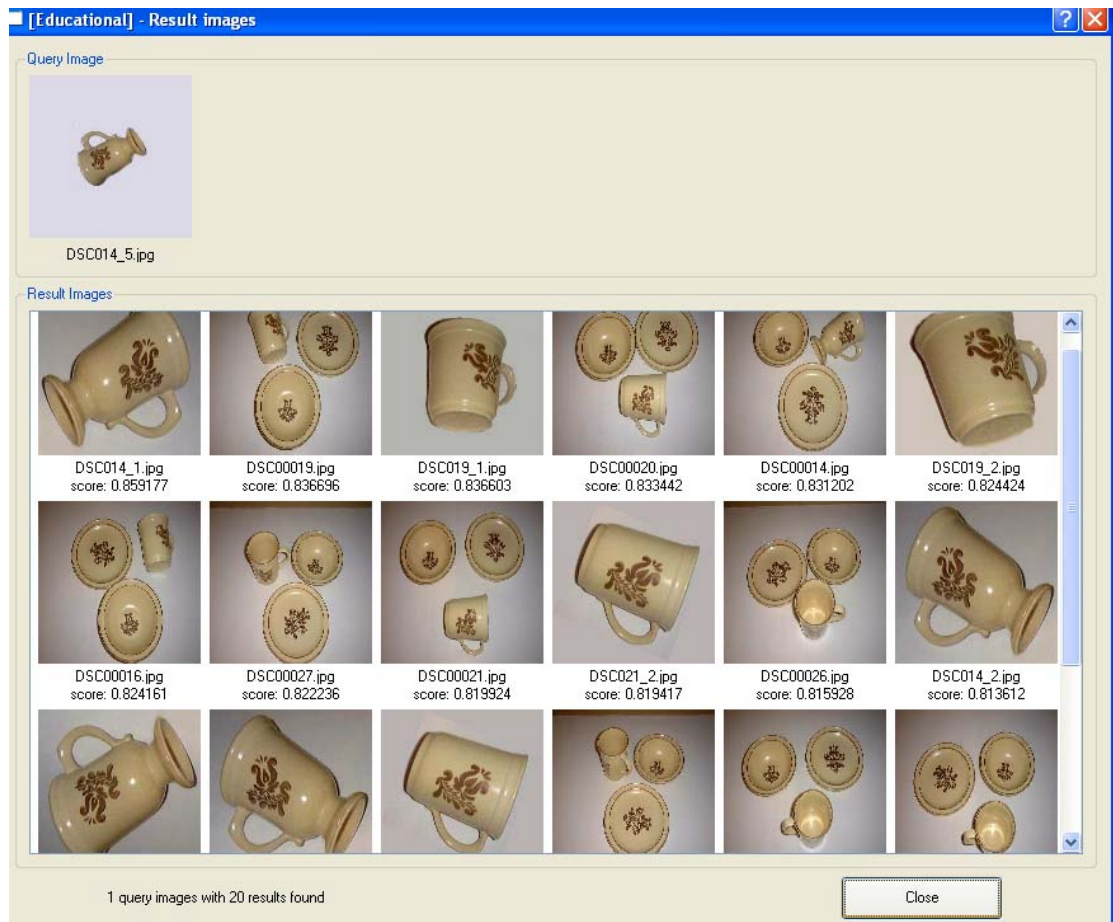 [Educational] - Result images
Query Image
DSC014_5.jpg
Result Images
DSC014_1.jpg
score: 0.859177
DSC00019.jpg
score: 0.836696
DSC019_1.jpg
score: 0.836603
DSC00020.jpg
score: 0.833442
DSC00014.jpg
score: 0.831202
DSC019_2.jpg
score: 0.824424
DSC00016.jpg
score: 0.824161
DSC00027.jpg
score: 0.822236
DSC00021.jpg
score: 0.819924
DSC021_2.jpg
score: 0.819417
DSC00026.jpg
score: 0.815928
DSC014_2.jpg
score: 0.813612
1 query images with 20 results found
Close